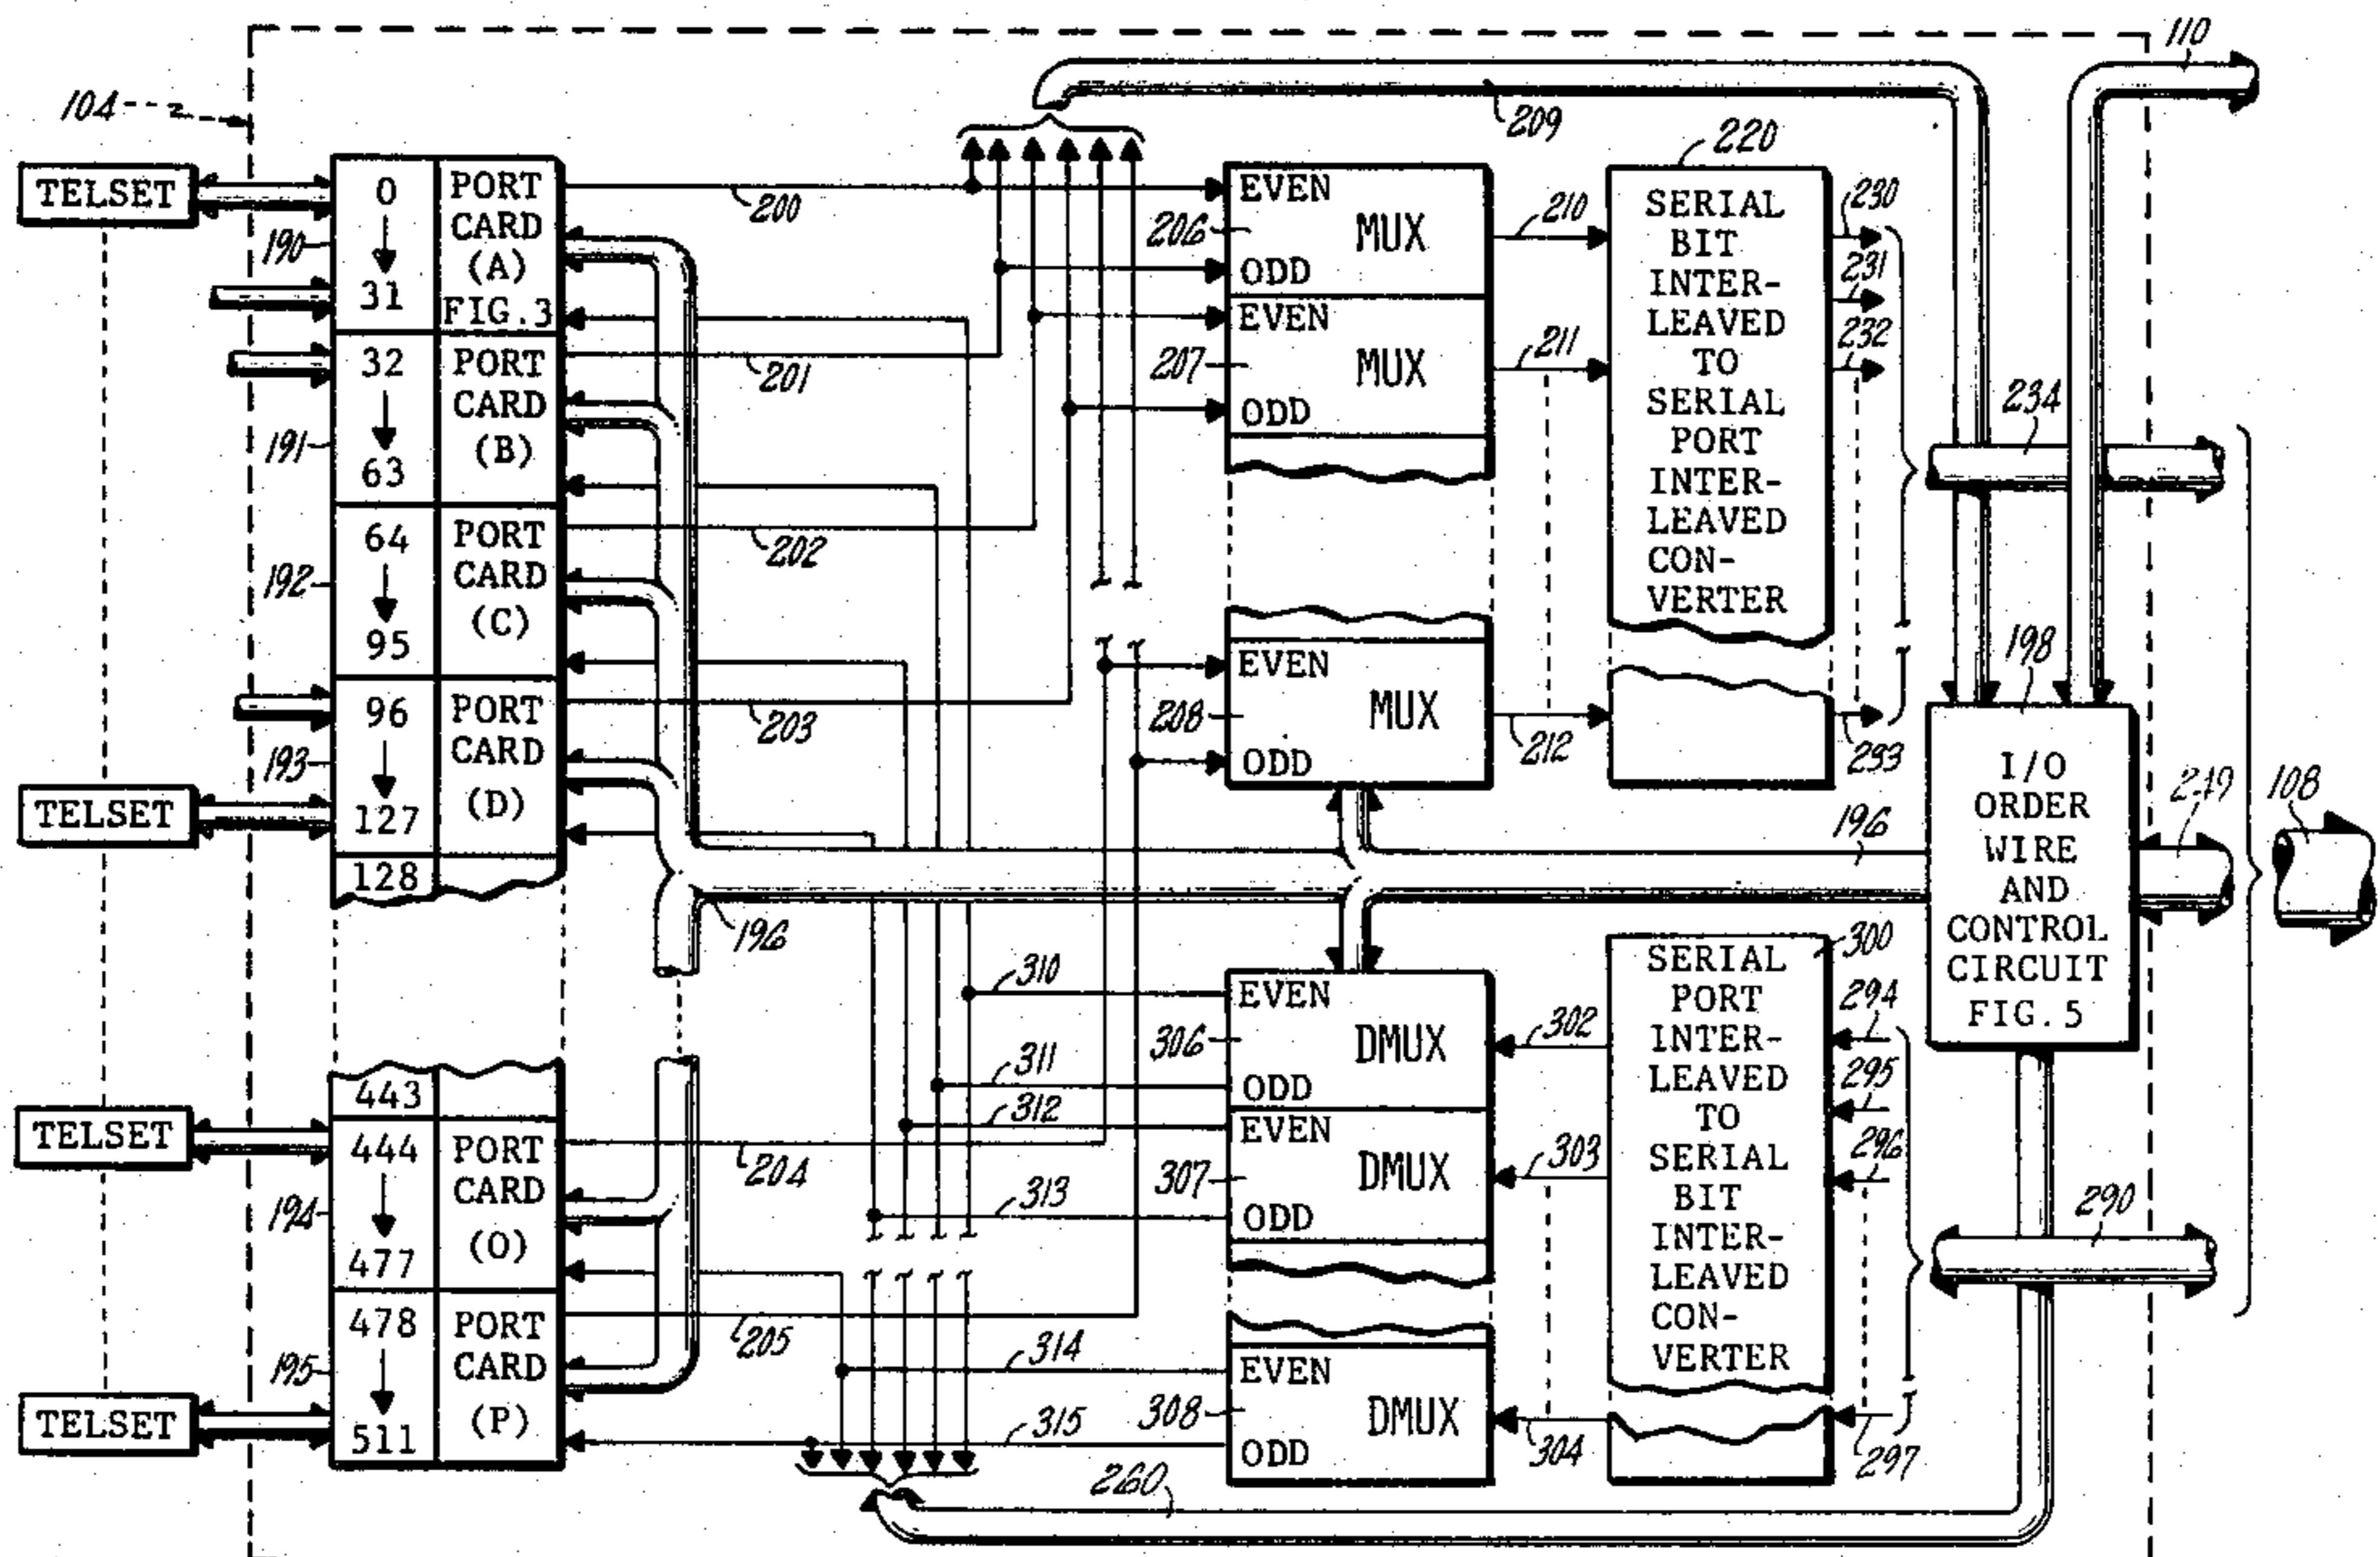 110
104
209
TELSET
0
31
PORT
CARD
(A)
FIG.3
190
200
EVEN
206
MUX
ODD
210
220
SERIAL
BIT
INTER-
LEAVED
TO
SERIAL
PORT
INTER-
LEAVED
CON-
VERTER
230
231
232
234
32
63
PORT
CARD
(B)
191
201
EVEN
207
MUX
ODD
211
64
95
PORT
CARD
(C)
192
202
96
127
PORT
CARD
(D)
193
203
EVEN
208
MUX
ODD
212
233
198
I/O
ORDER
WIRE
AND
CONTROL
CIRCUIT
FIG.5
249
108
TELSET
128
196
196
310
EVEN
306
DMUX
ODD
311
302
300
SERIAL
PORT
INTER-
LEAVED
TO
SERIAL
BIT
INTER-
LEAVED
CON-
VERTER
294
295
296
443
TELSET
444
477
PORT
CARD
(O)
194
204
312
EVEN
307
DMUX
ODD
313
303
290
478
511
PORT
CARD
(P)
195
205
314
EVEN
308
DMUX
ODD
315
304
297
TELSET
260